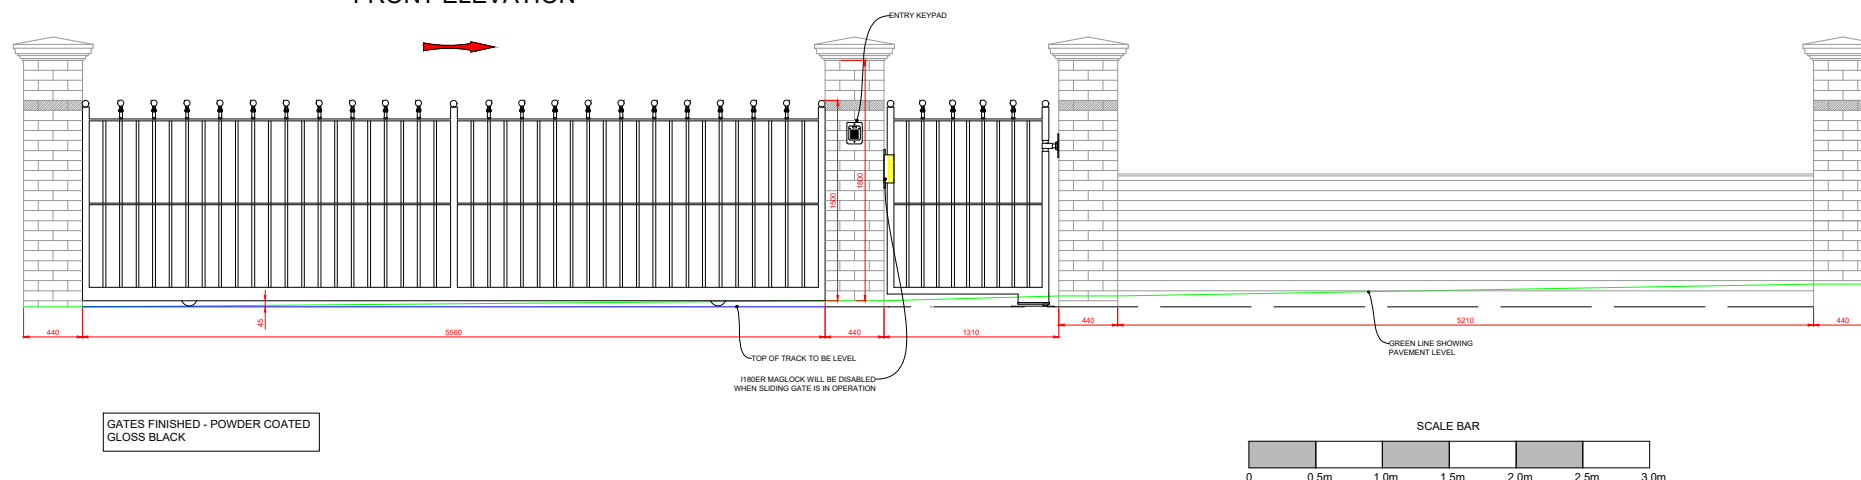 FRONT ELEVATION
ENTRY KEYPAD
1500
1800
45
440
5560
440
1310
440
5210
440
TOP OF TRACK TO BE LEVEL
I180ER MAGLOCK WILL BE DISABLED
WHEN SLIDING GATE IS IN OPERATION
GREEN LINE SHOWING
PAVEMENT LEVEL
GATES FINISHED - POWDER COATED
GLOSS BLACK
SCALE BAR
0 0.5m 1.0m 1.5m 2.0m 2.5m 3.0m